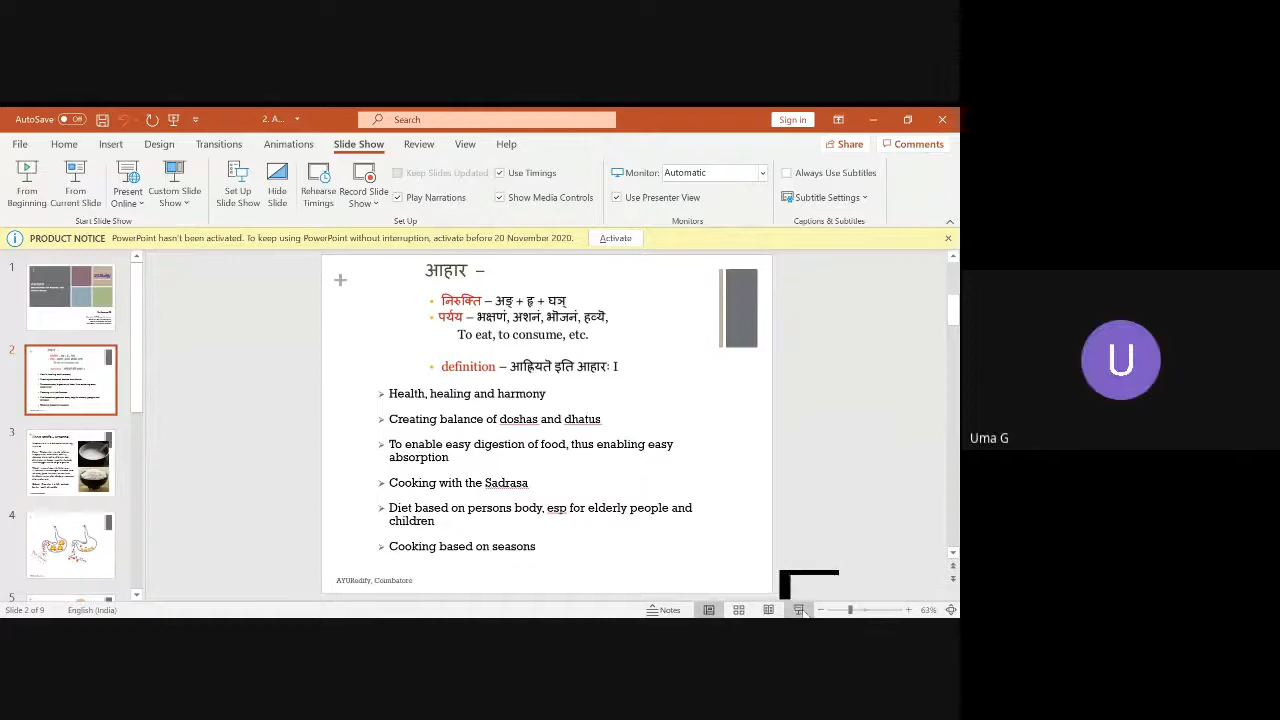 AutoSave Off
2. A...
Search
Sign in
File Home Insert Design Transitions Animations Slide Show Review View Help
Share Comments
From Beginning
From Current Slide
Present Online
Custom Slide Show
Set Up Slide Show
Hide Slide
Rehearse Timings
Record Slide Show
Keep Slides Updated
Use Timings
Play Narrations
Show Media Controls
Monitor: Automatic
Use Presenter View
Always Use Subtitles
Subtitle Settings
Start Slide Show
Set Up
Monitors
Captions & Subtitles
PRODUCT NOTICE PowerPoint hasn't been activated. To keep using PowerPoint without interruption, activate before 20 November 2020. Activate
1
2
3
4
5
आहार –
निरुक्ति – अङ् + हृ + घञ्
पर्यय – भक्षणं, अशनं, भॊजनं, हव्यॆ,
To eat, to consume, etc.
definition – आह्रियतॆ इति आहारः I
Health, healing and harmony
Creating balance of doshas and dhatus
To enable easy digestion of food, thus enabling easy
absorption
Cooking with the Sadrasa
Diet based on persons body, esp for elderly people and
children
Cooking based on seasons
AYURedify, Coimbatore
Slide 2 of 9
English (India)
Notes
63%
U
Uma G